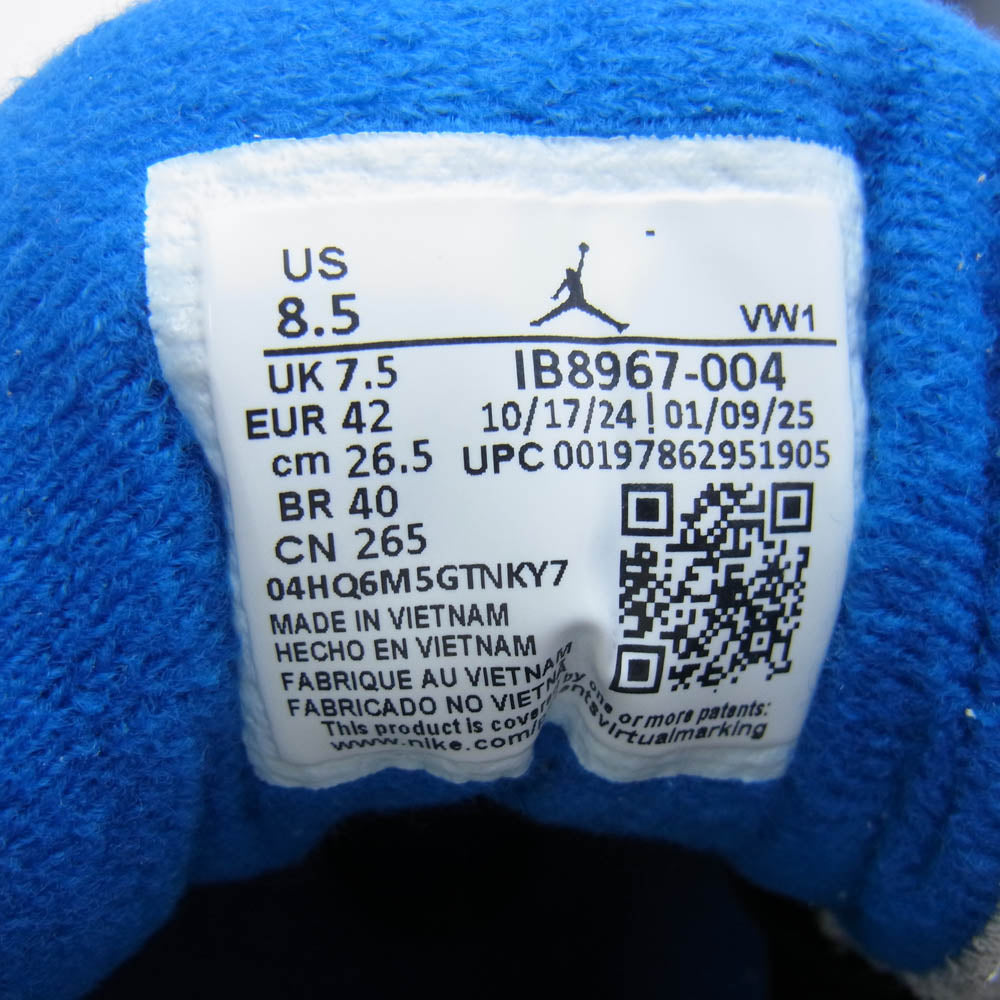 US
8.5
VW1
UK 7.5
IB8967-004
EUR 42
10/17/24 | 01/09/25
cm 26.5
UPC 00197862951905
BR 40
CN 265
04HQ6M5GTNKY7
MADE IN VIETNAM
HECHO EN VIETNAM
FABRIQUE AU VIETNAM
FABRICADO NO VIETNA
This product is by one or more patents:
www.nike.com/